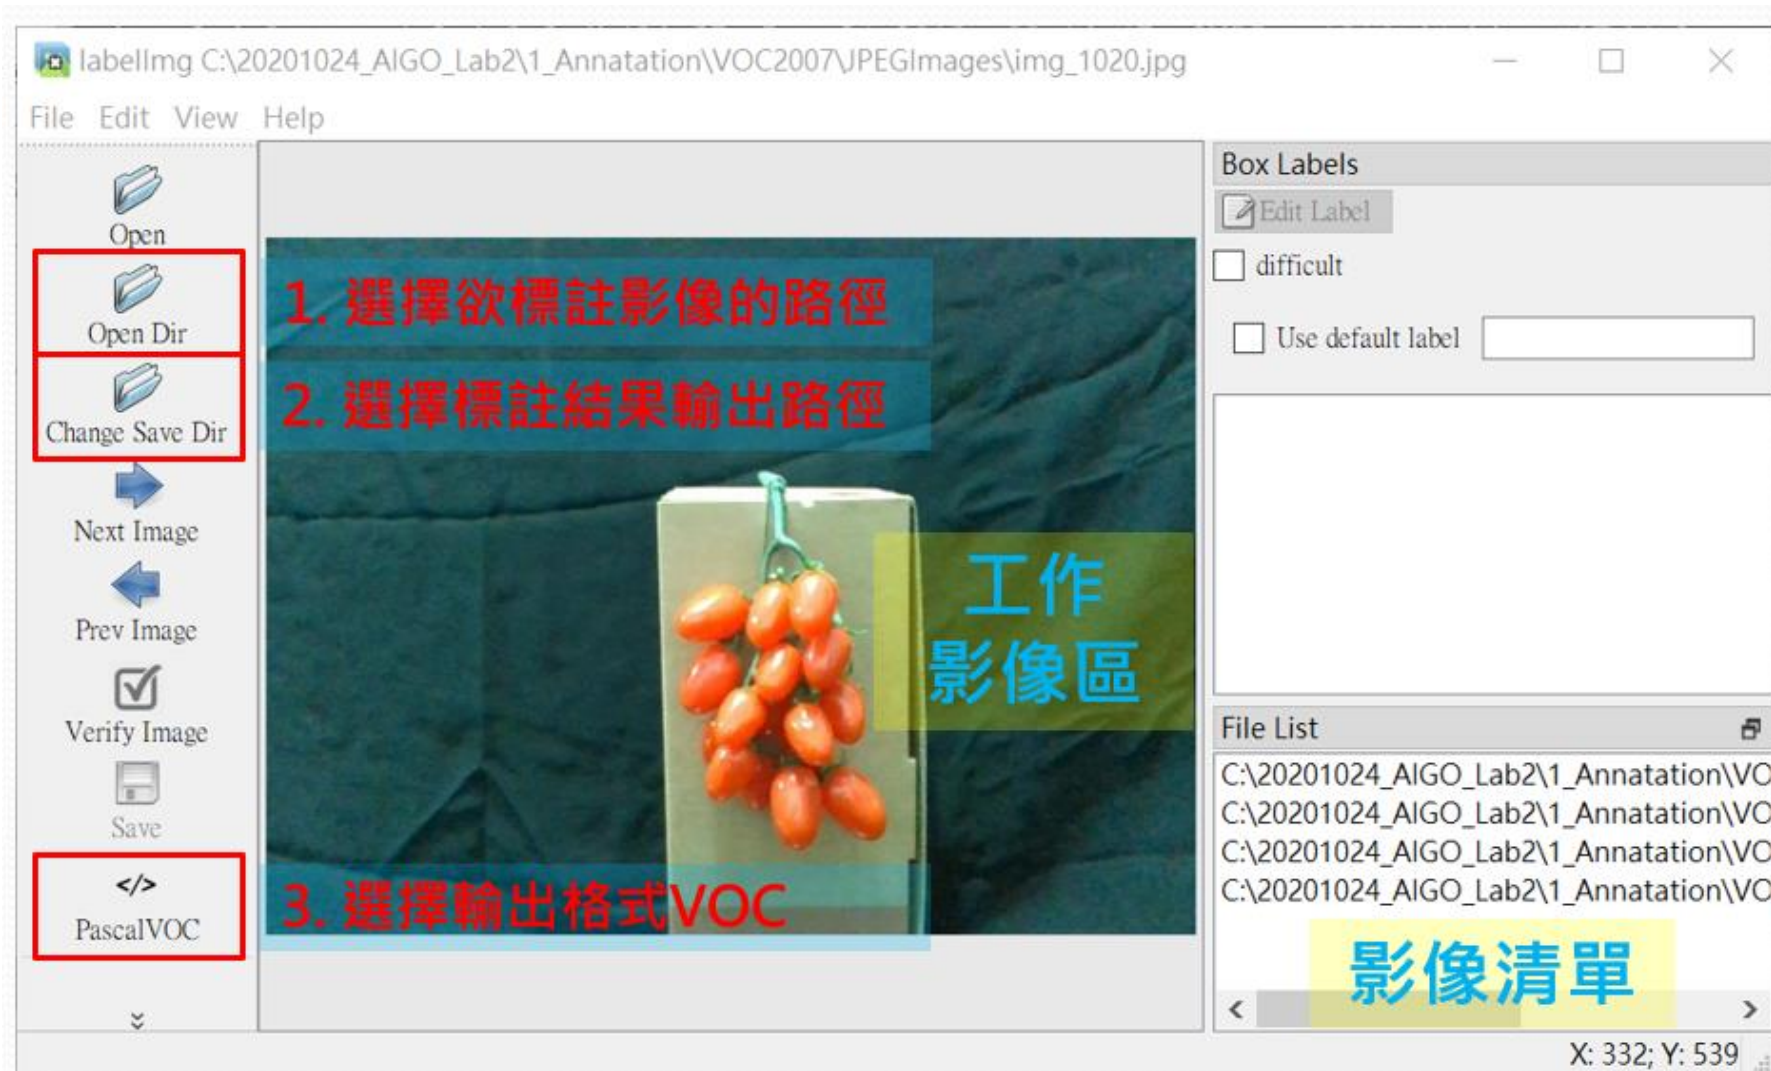 labelImg C:\20201024_AIGO_Lab2\1_Annatation\VOC2007\JPEGImages\img_1020.jpg
File Edit View Help
Open
Open Dir
Change Save Dir
Next Image
Prev Image
Verify Image
Save
</>
PascalVOC
1. 選擇欲標註影像的路徑
2. 選擇標註結果輸出路徑
工作
影像區
3. 選擇輸出格式VOC
Box Labels
Edit Label
difficult
Use default label
File List
C:\20201024_AIGO_Lab2\1_Annatation\VO
C:\20201024_AIGO_Lab2\1_Annatation\VO
C:\20201024_AIGO_Lab2\1_Annatation\VO
C:\20201024_AIGO_Lab2\1_Annatation\VO
影像清單
X: 332; Y: 539